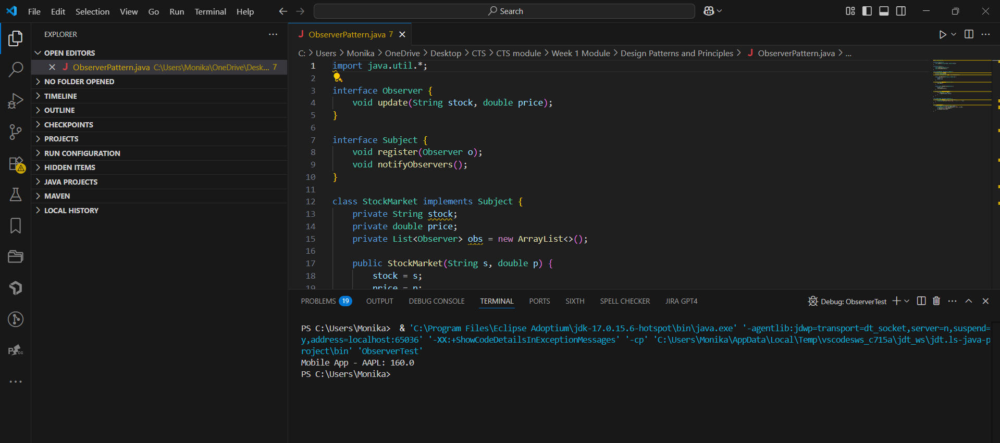 File Edit Selection View Go Run Terminal Help
Search
EXPLORER
OPEN EDITORS
ObserverPattern.java C:\Users\Monika\OneDrive\Desk... 7
NO FOLDER OPENED
TIMELINE
OUTLINE
CHECKPOINTS
PROJECTS
RUN CONFIGURATION
HIDDEN ITEMS
JAVA PROJECTS
MAVEN
LOCAL HISTORY
J ObserverPattern.java 7
C: > Users > Monika > OneDrive > Desktop > CTS > CTS module > Week 1 Module > Design Patterns and Principles > J ObserverPattern.java > ...
1 import java.util.*;
2
3 interface Observer {
4 void update(String stock, double price);
5 }
6
7 interface Subject {
8 void register(Observer o);
9 void notifyObservers();
10 }
11
12 class StockMarket implements Subject {
13 private String stock;
14 private double price;
15 private List<Observer> obs = new ArrayList<>();
16
17 public StockMarket(String s, double p) {
18 stock = s;
19 price = p;
PROBLEMS 19 OUTPUT DEBUG CONSOLE TERMINAL PORTS SIXTH SPELL CHECKER JIRA GPT4
Debug: ObserverTest
PS C:\Users\Monika> & 'C:\Program Files\Eclipse Adoptium\jdk-17.0.15.6-hotspot\bin\java.exe' '-agentlib:jdwp=transport=dt_socket,server=n,suspend=
y,address=localhost:65036' '-XX:+ShowCodeDetailsInExceptionMessages' '-cp' 'C:\Users\Monika\AppData\Local\Temp\vscodesws_c715a\jdt_ws\jdt.ls-java-p
roject\bin' 'ObserverTest'
Mobile App - AAPL: 160.0
PS C:\Users\Monika>